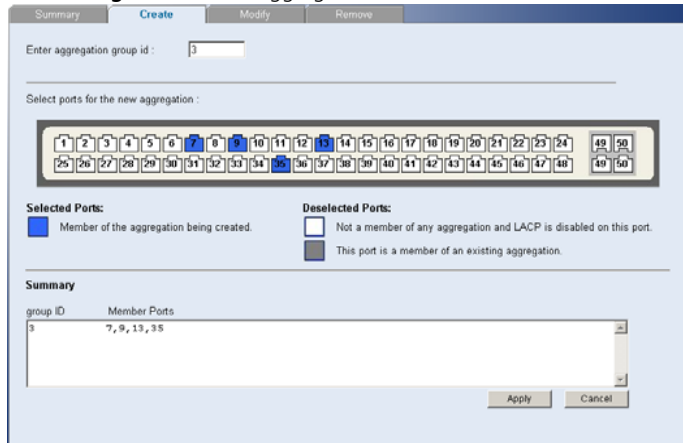 Summary Create Modify Remove
Enter aggregation group id : 3
Select ports for the new aggregation :
1 2 3 4 5 6 7 8 9 10 11 12 13 14 15 16 17 18 19 20 21 22 23 24 49 50
25 26 27 28 29 30 31 32 33 34 35 36 37 38 39 40 41 42 43 44 45 46 47 48 49 50
Selected Ports: Deselected Ports:
Member of the aggregation being created. Not a member of any aggregation and LACP is disabled on this port.
This port is a member of an existing aggregation.
Summary
group ID Member Ports
3 7,9,13,35
Apply Cancel